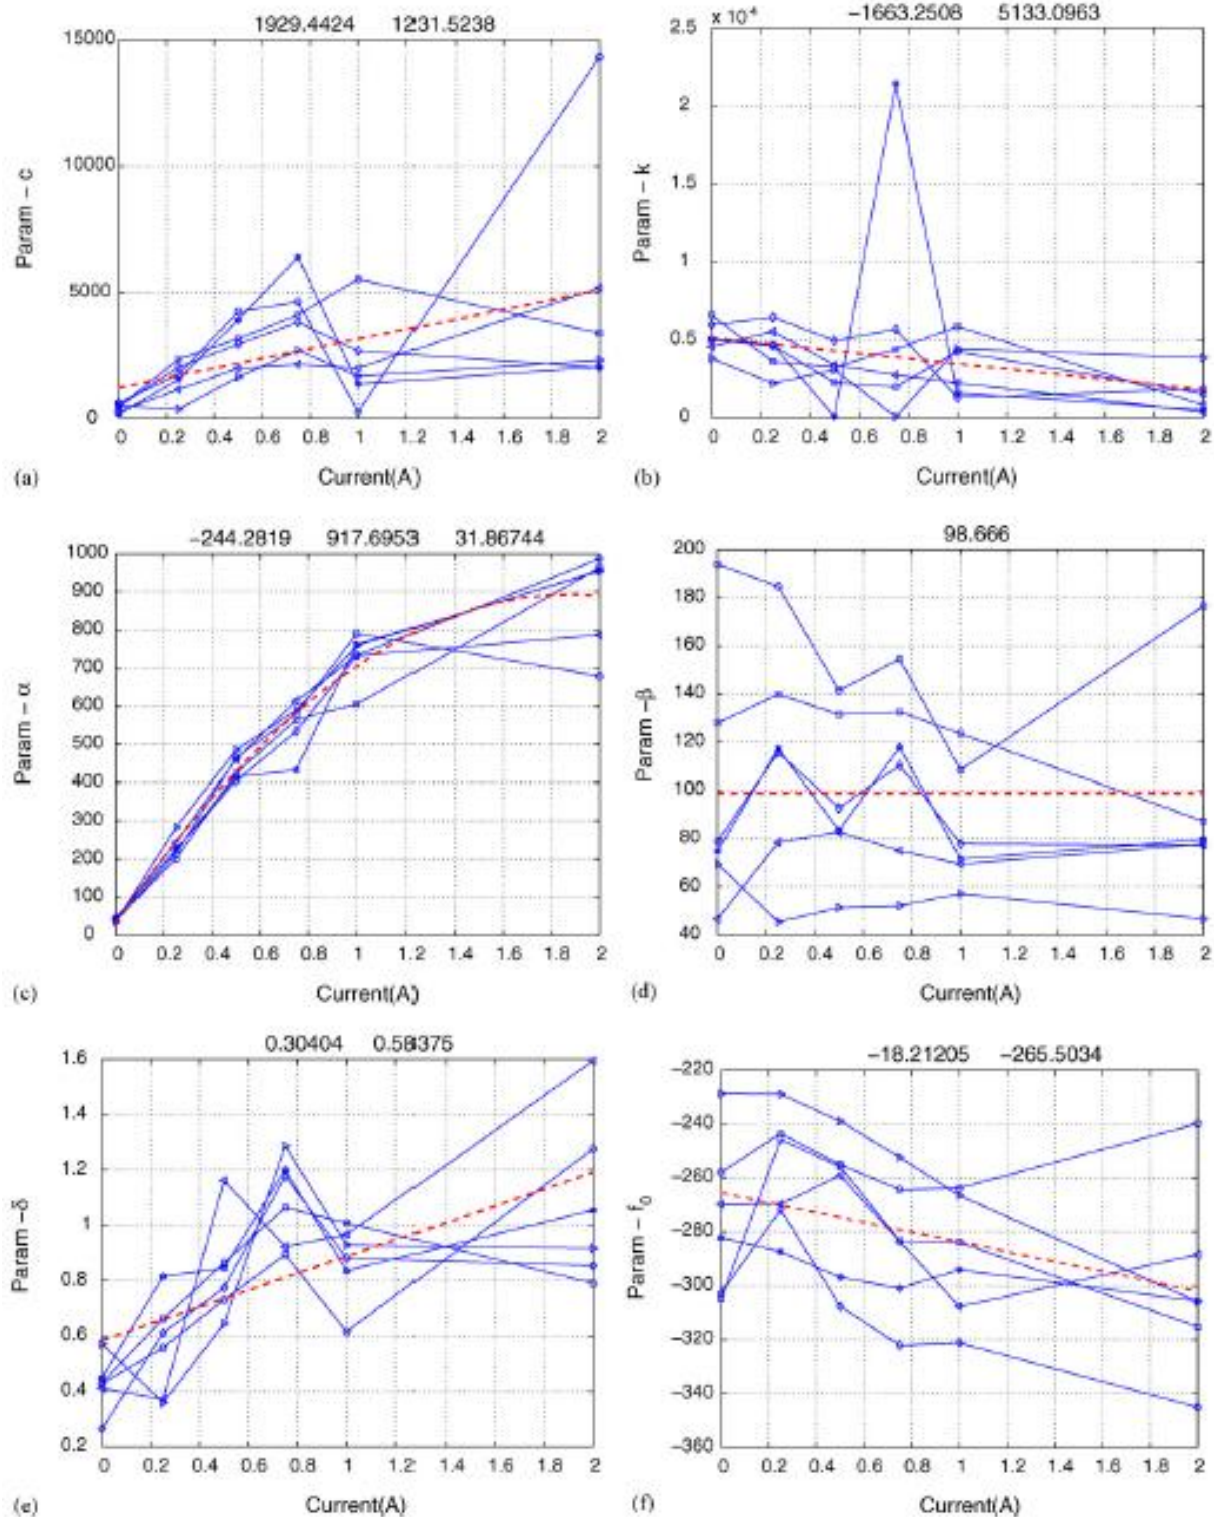 1929.4424 1231.5238
15000
10000
5000
0
Param – c
0 0.2 0.4 0.6 0.8 1 1.2 1.4 1.6 1.8 2
(a) Current(A)
x 10⁴ −1663.2508 5133.0963
2.5
2
1.5
1
0.5
0
Param – k
0 0.2 0.4 0.6 0.8 1 1.2 1.4 1.6 1.8 2
(b) Current(A)
−244.2819 917.6953 31.86744
1000
900
800
700
600
500
400
300
200
100
0
Param – α
0 0.2 0.4 0.6 0.8 1 1.2 1.4 1.6 1.8 2
(c) Current(A)
98.666
200
180
160
140
120
100
80
60
40
Param –β
0 0.2 0.4 0.6 0.8 1 1.2 1.4 1.6 1.8 2
(d) Current(A)
0.30404 0.58375
1.6
1.4
1.2
1
0.8
0.6
0.4
0.2
Param –δ
0 0.2 0.4 0.6 0.8 1 1.2 1.4 1.6 1.8 2
(e) Current(A)
−18.21205 −265.5034
−220
−240
−260
−280
−300
−320
−340
−360
Param – f₀
0 0.2 0.4 0.6 0.8 1 1.2 1.4 1.6 1.8 2
(f) Current(A)